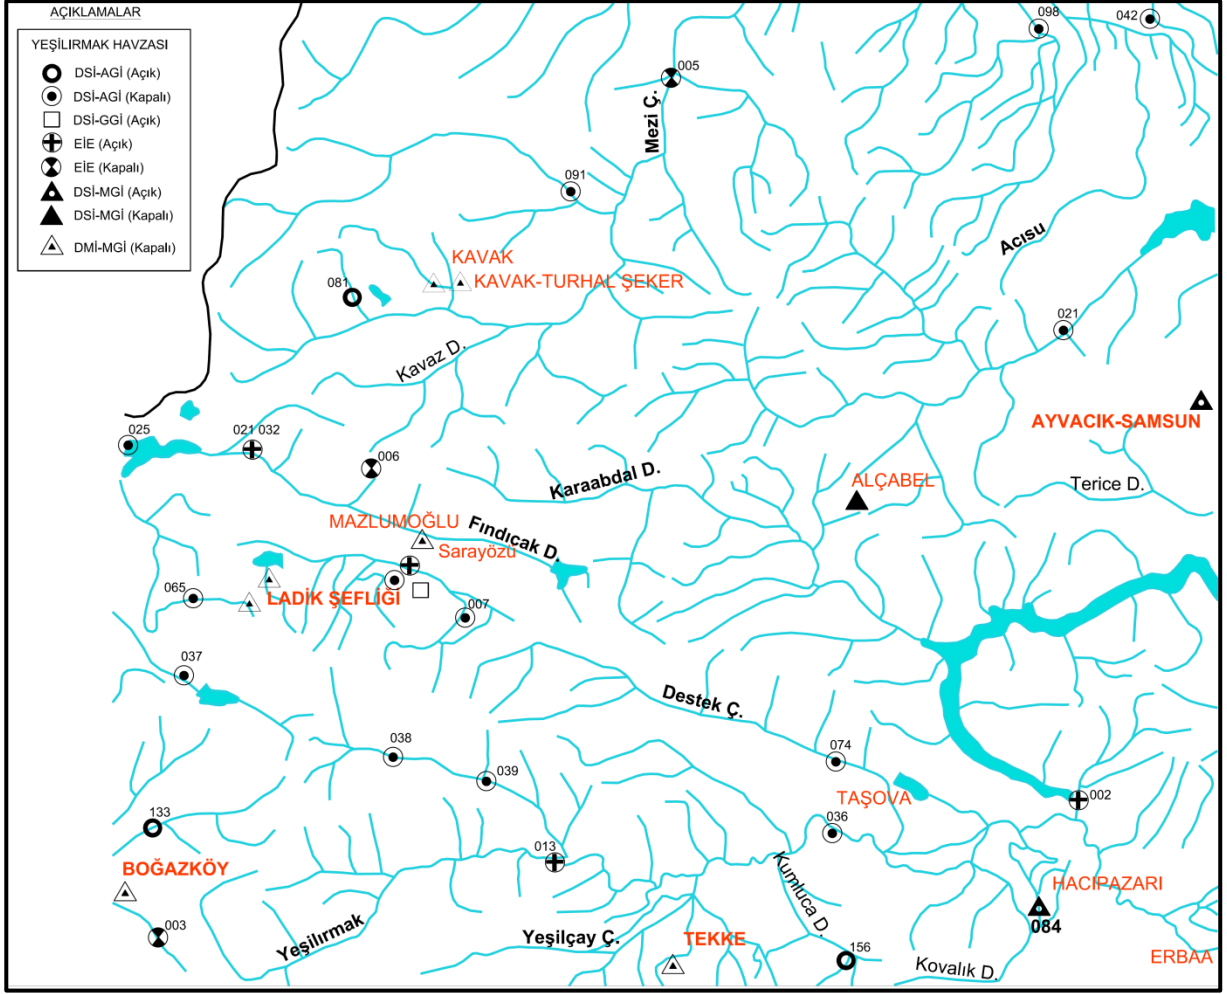 AÇIKLAMALAR
YEŞİLIRMAK HAVZASI
DSİ-AGİ (Açık)
DSİ-AGİ (Kapalı)
DSİ-GGİ (Açık)
EİE (Açık)
EİE (Kapalı)
DSİ-MGİ (Açık)
DSİ-MGİ (Kapalı)
DMİ-MGİ (Kapalı)
098
042
005
Mezi Ç.
091
Acısu
KAVAK
081
KAVAK-TURHAL ŞEKER
021
Kavaz D.
AYVACIK-SAMSUN
025
021 032
006
Karaabdal D.
ALÇABEL
Terice D.
MAZLUMOĞLU
Fındıcak D.
Sarayözü
065
LADİK ŞEFLİĞİ
007
037
Destek Ç.
038
074
039
TAŞOVA
002
133
036
013
BOĞAZKÖY
Kumluca D.
HACIPAZARI
003
084
Yeşilırmak
Yeşilçay Ç.
TEKKE
156
ERBAA
Kovalık D.